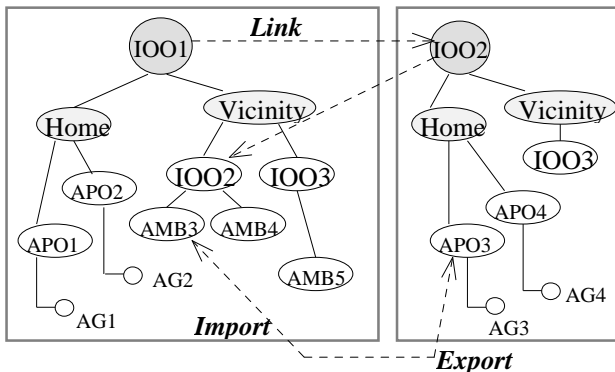 IOO1
Link
IOO2
Home
Vicinity
APO2
IOO2
IOO3
APO1
AMB3
AMB4
AMB5
AG2
AG1
Import
Home
Vicinity
IOO3
APO4
APO3
AG4
AG3
Export